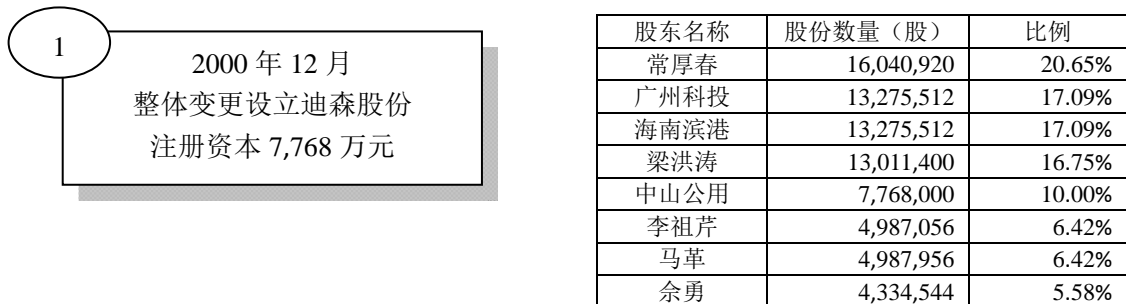 1
2000 年 12 月
整体变更设立迪森股份
注册资本 7,768 万元
股东名称 股份数量（股） 比例
常厚春 16,040,920 20.65%
广州科投 13,275,512 17.09%
海南滨港 13,275,512 17.09%
梁洪涛 13,011,400 16.75%
中山公用 7,768,000 10.00%
李祖芹 4,987,056 6.42%
马革 4,987,956 6.42%
佘勇 4,334,544 5.58%